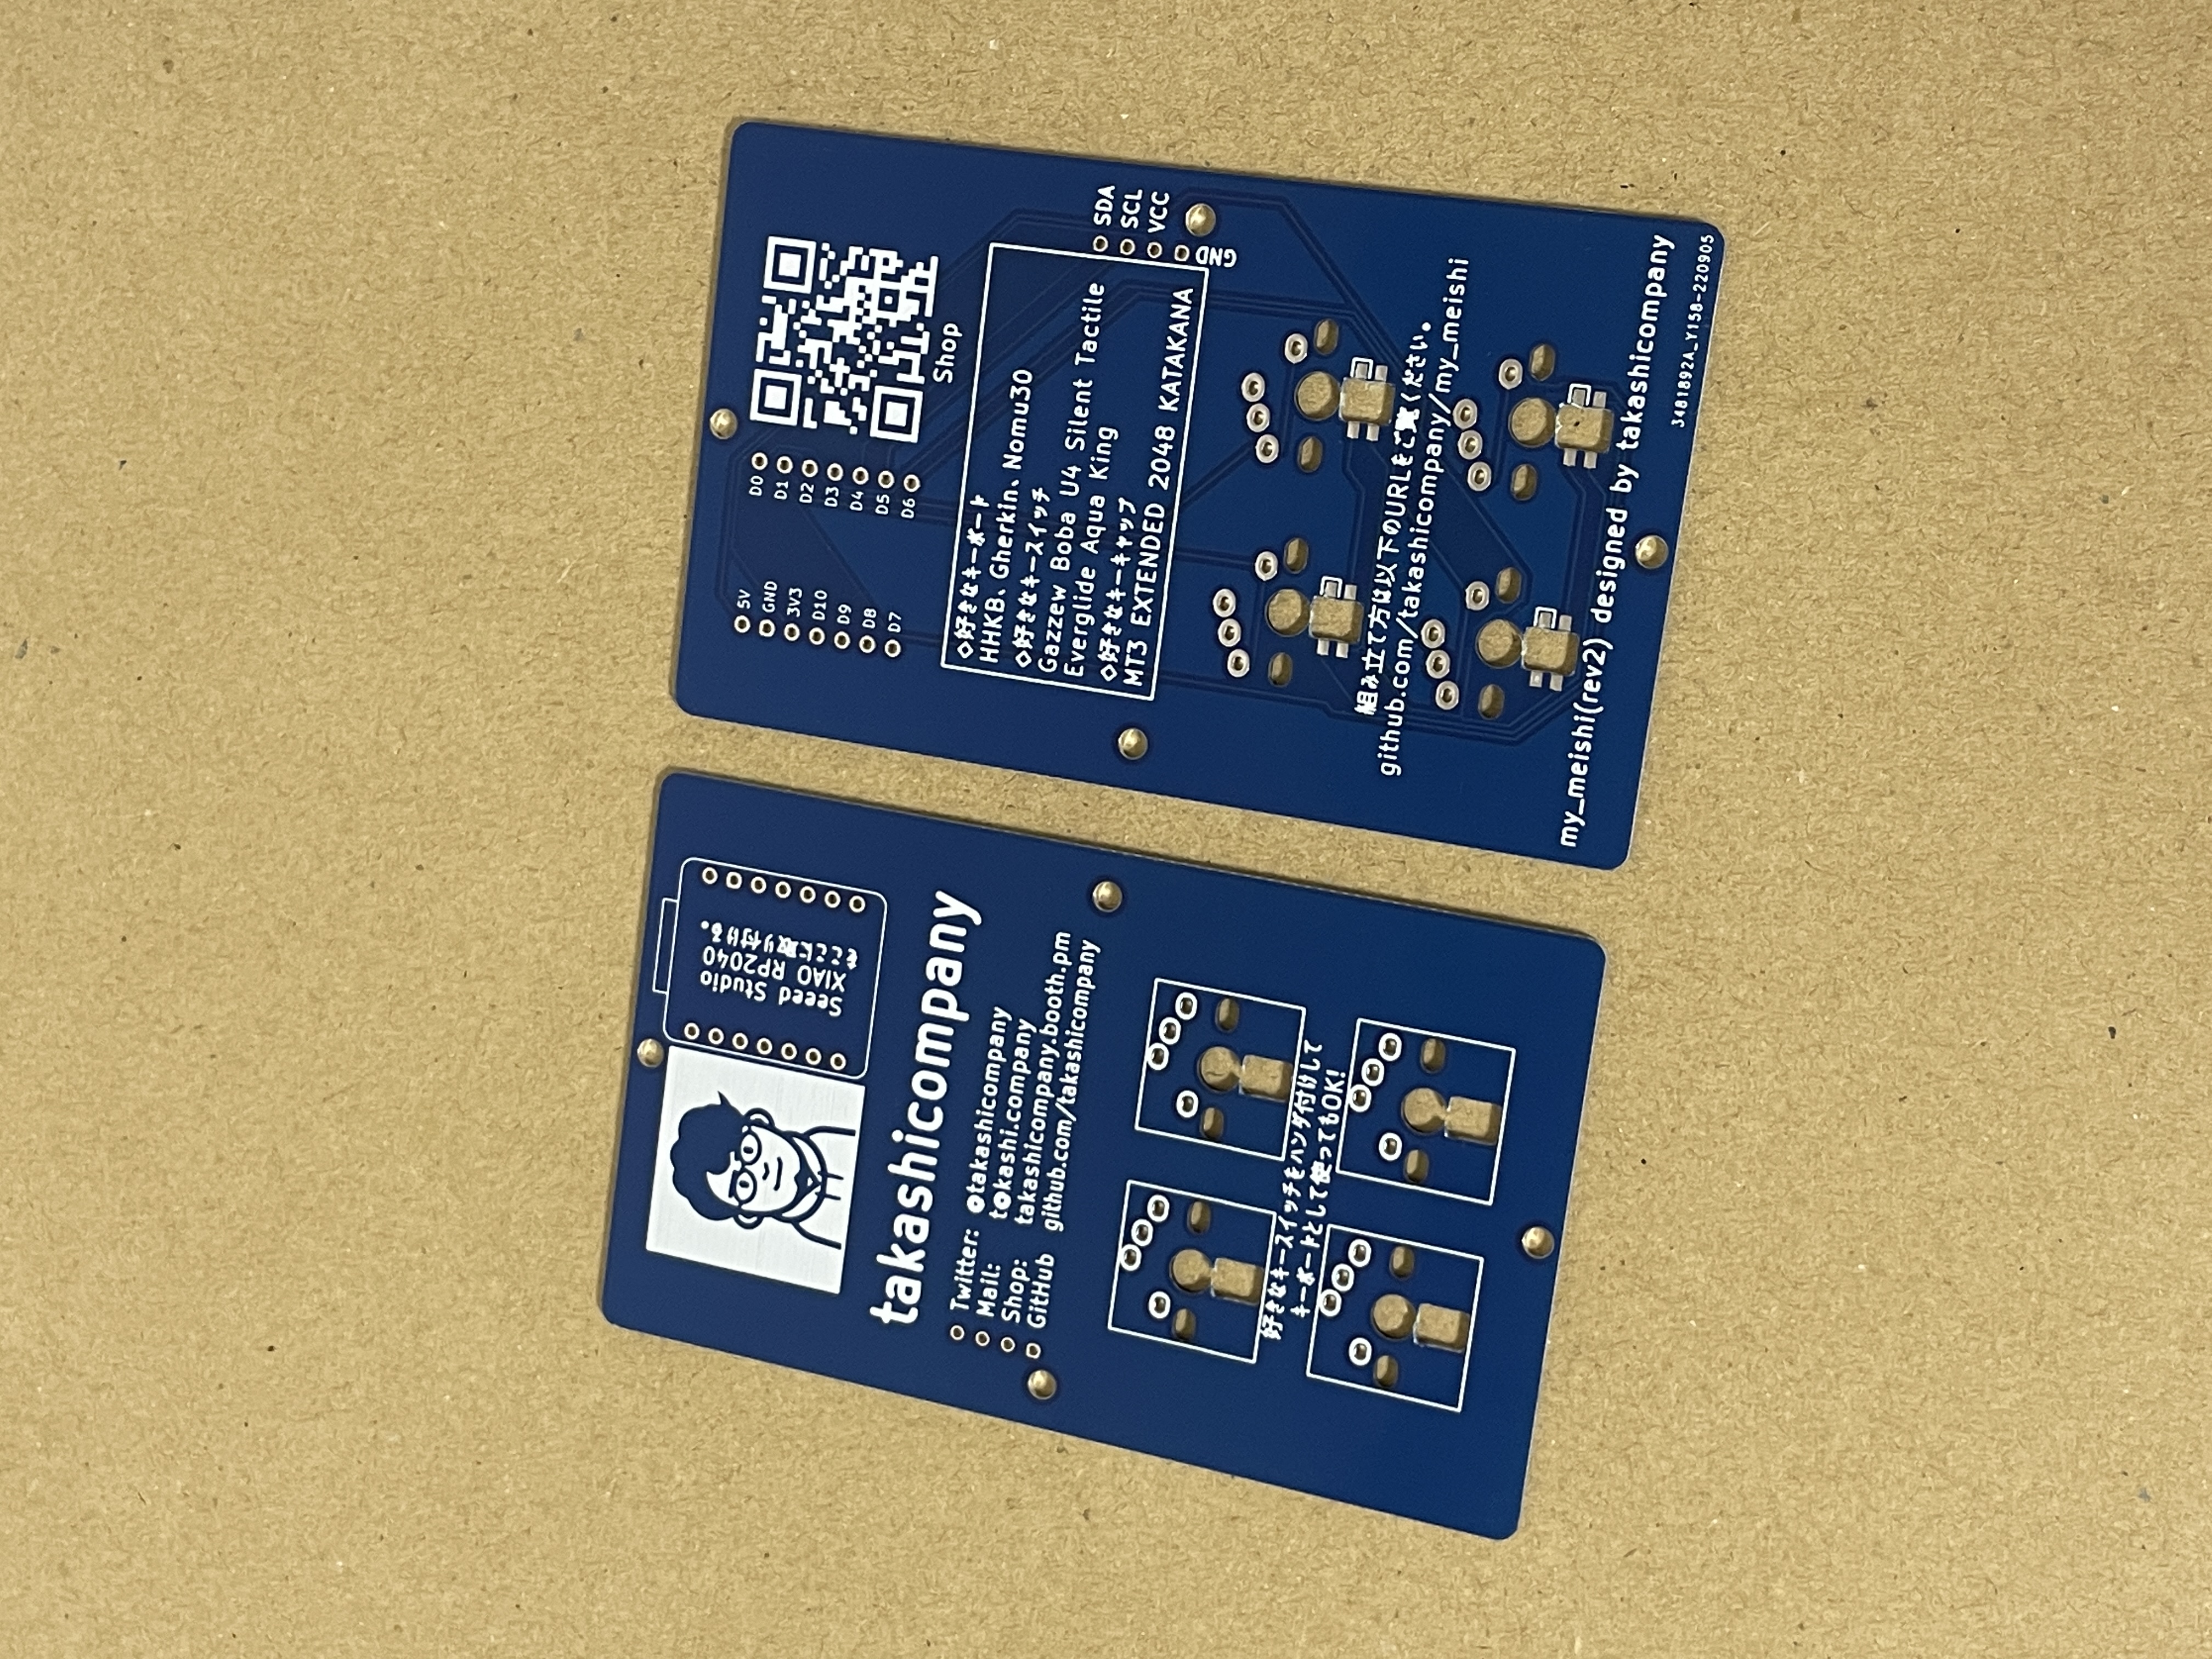 Seeed Studio
XIAO RP2040
をここに取り付ける。
takashicompany
Twitter: @takashicompany
Mail: t@kashi.company
Shop: takashicompany.booth.pm
GitHub github.com/takashicompany
好きなキースイッチをハンダ付けして
キーボードとして使ってもOK!
5V
GND
3V3
D10
D9
D8
D7
D0
D1
D2
D3
D4
D5
D6
Shop
◇好きなキーボード
HHKB、Gherkin、Nomu30
◇好きなキースイッチ
Gazzew Boba U4 Silent Tactile
Everglide Aqua King
◇好きなキーキャップ
MT3 EXTENDED 2048 KATAKANA
SDA
SCL
VCC
GND
組み立て方は以下のURLをご覧ください。
github.com/takashicompany/my_meishi
my_meishi(rev2) designed by takashicompany
3481892A_Y158-220905